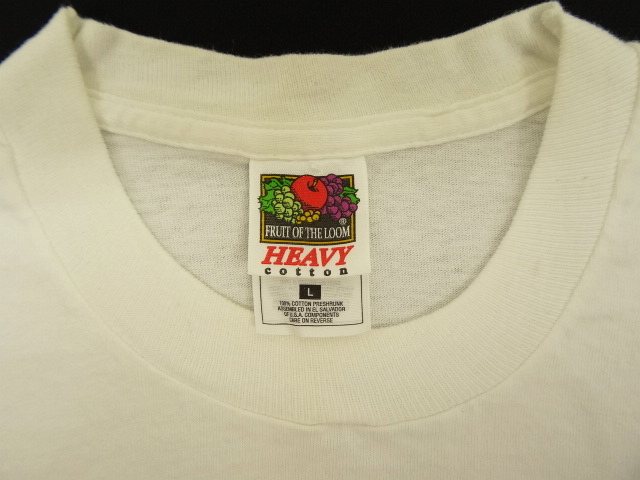 ®
FRUIT OF THE LOOM
HEAVY
cotton
L
100% COTTON PRESHRUNK
ASSEMBLED IN EL SALVADOR
OF U.S.A. COMPONENTS
CARE ON REVERSE